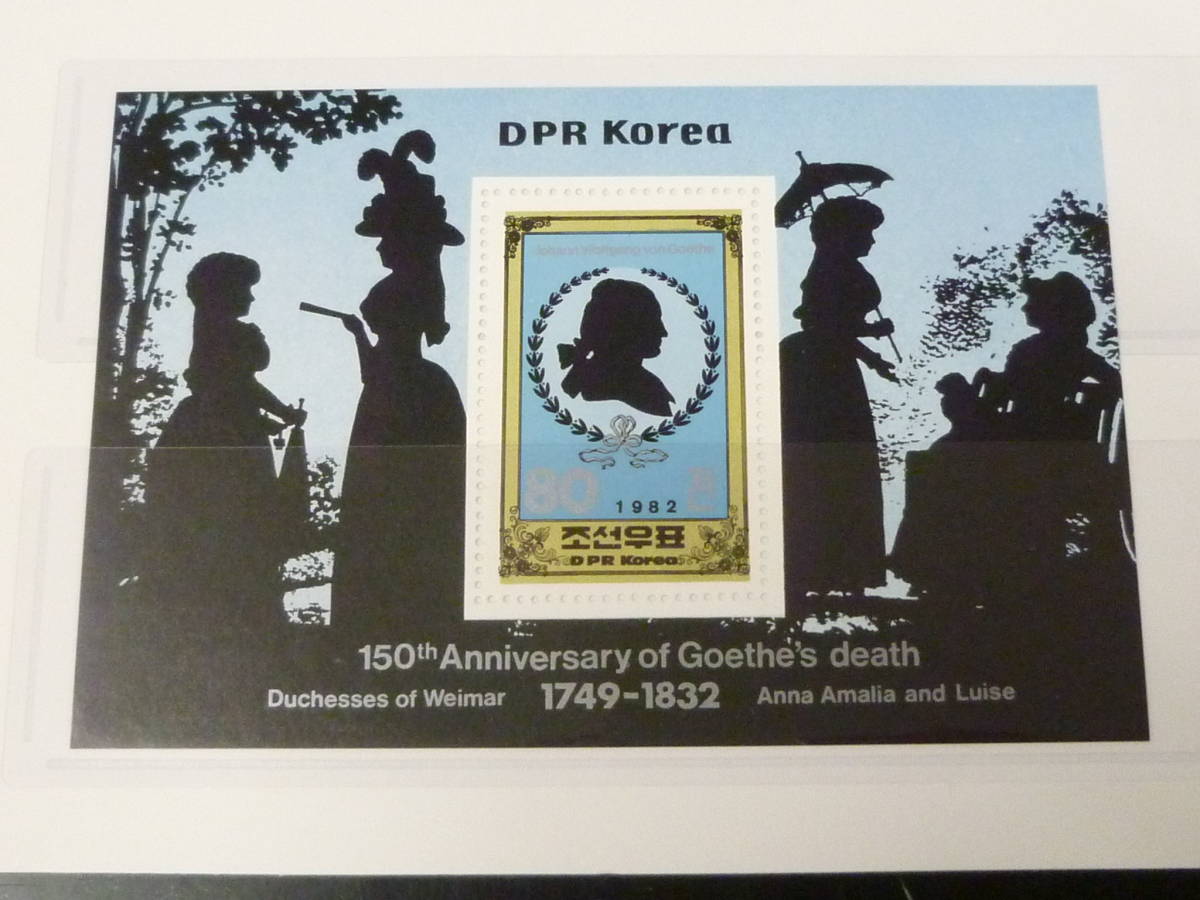 DPR Korea
Johann Wolfgang von Goethe
80 전
1982
조선우표
DPR Korea
150th Anniversary of Goethe's death
Duchesses of Weimar 1749-1832 Anna Amalia and Luise